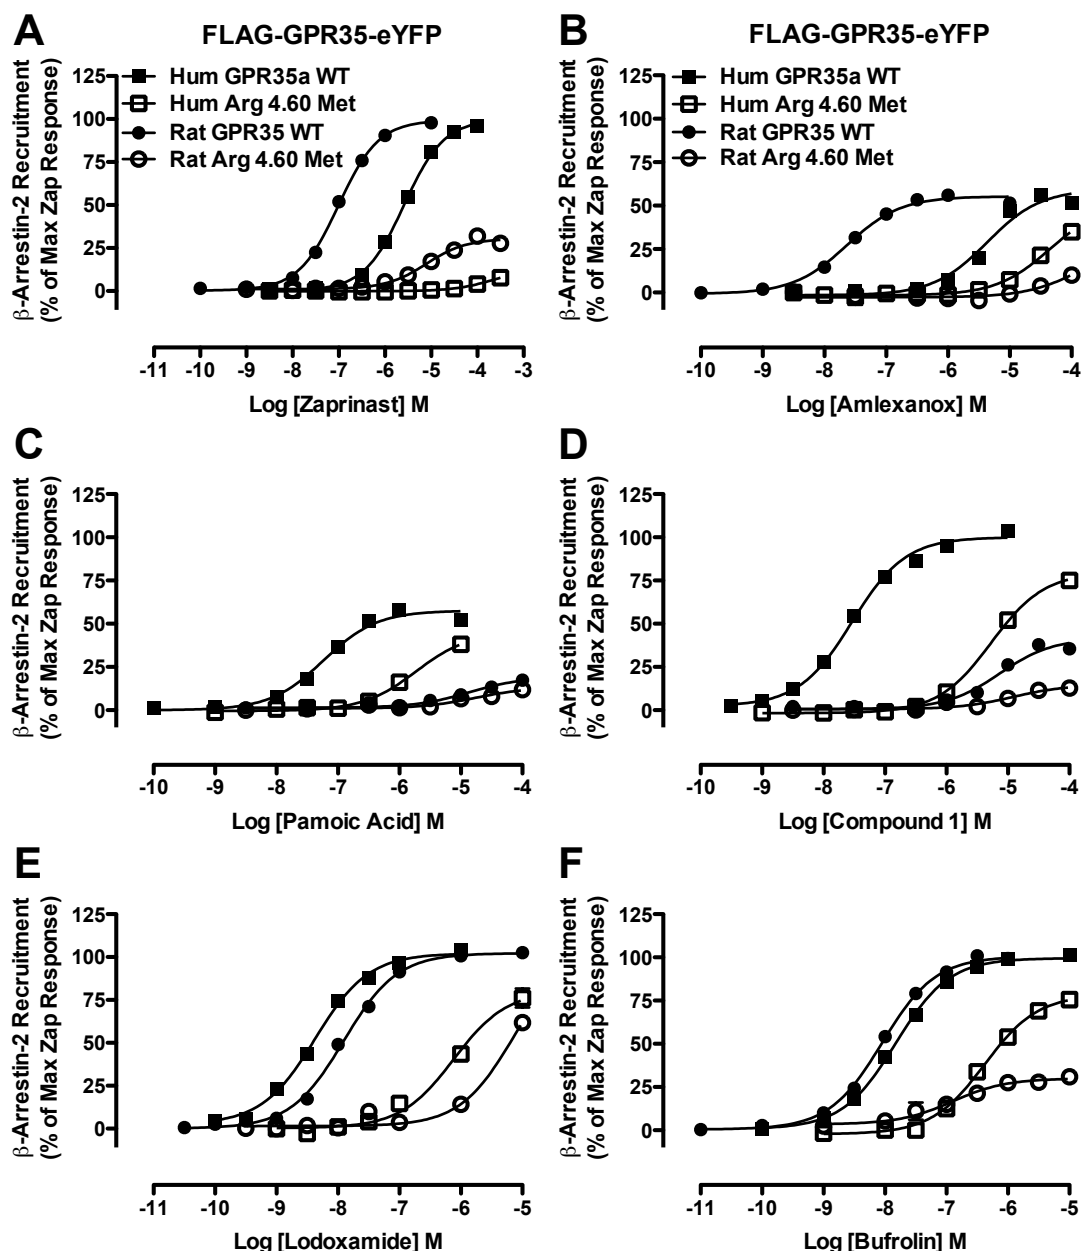 A
FLAG-GPR35-eYFP
Hum GPR35a WT
Hum Arg 4.60 Met
Rat GPR35 WT
Rat Arg 4.60 Met
β-Arrestin-2 Recruitment
(% of Max Zap Response)
125
100
75
50
25
0
-11 -10 -9 -8 -7 -6 -5 -4 -3
Log [Zaprinast] M
B
FLAG-GPR35-eYFP
Hum GPR35a WT
Hum Arg 4.60 Met
Rat GPR35 WT
Rat Arg 4.60 Met
β-Arrestin-2 Recruitment
(% of Max Zap Response)
125
100
75
50
25
0
-10 -9 -8 -7 -6 -5 -4
Log [Amlexanox] M
C
β-Arrestin-2 Recruitment
(% of Max Zap Response)
125
100
75
50
25
0
-10 -9 -8 -7 -6 -5 -4
Log [Pamoic Acid] M
D
β-Arrestin-2 Recruitment
(% of Max Zap Response)
125
100
75
50
25
0
-10 -9 -8 -7 -6 -5 -4
Log [Compound 1] M
E
β-Arrestin-2 Recruitment
(% of Max Zap Response)
125
100
75
50
25
0
-11 -10 -9 -8 -7 -6 -5
Log [Lodoxamide] M
F
β-Arrestin-2 Recruitment
(% of Max Zap Response)
125
100
75
50
25
0
-11 -10 -9 -8 -7 -6 -5
Log [Bufrolin] M